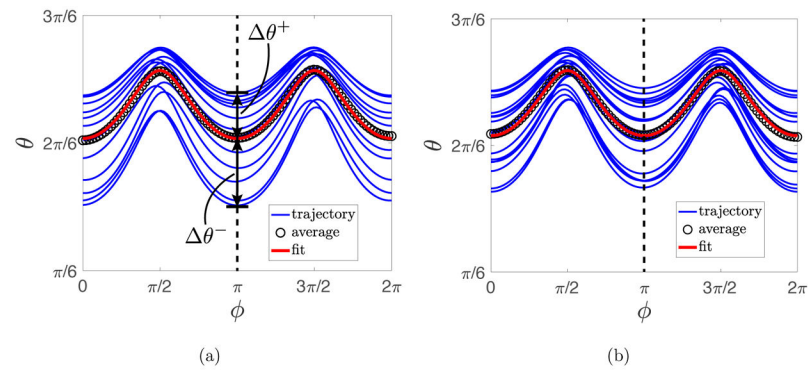 3π/6
θ
2π/6
π/6
0
π/2
π
3π/2
2π
ϕ
Δθ⁺
Δθ⁻
trajectory
average
fit
(a)
3π/6
θ
2π/6
π/6
0
π/2
π
3π/2
2π
ϕ
trajectory
average
fit
(b)